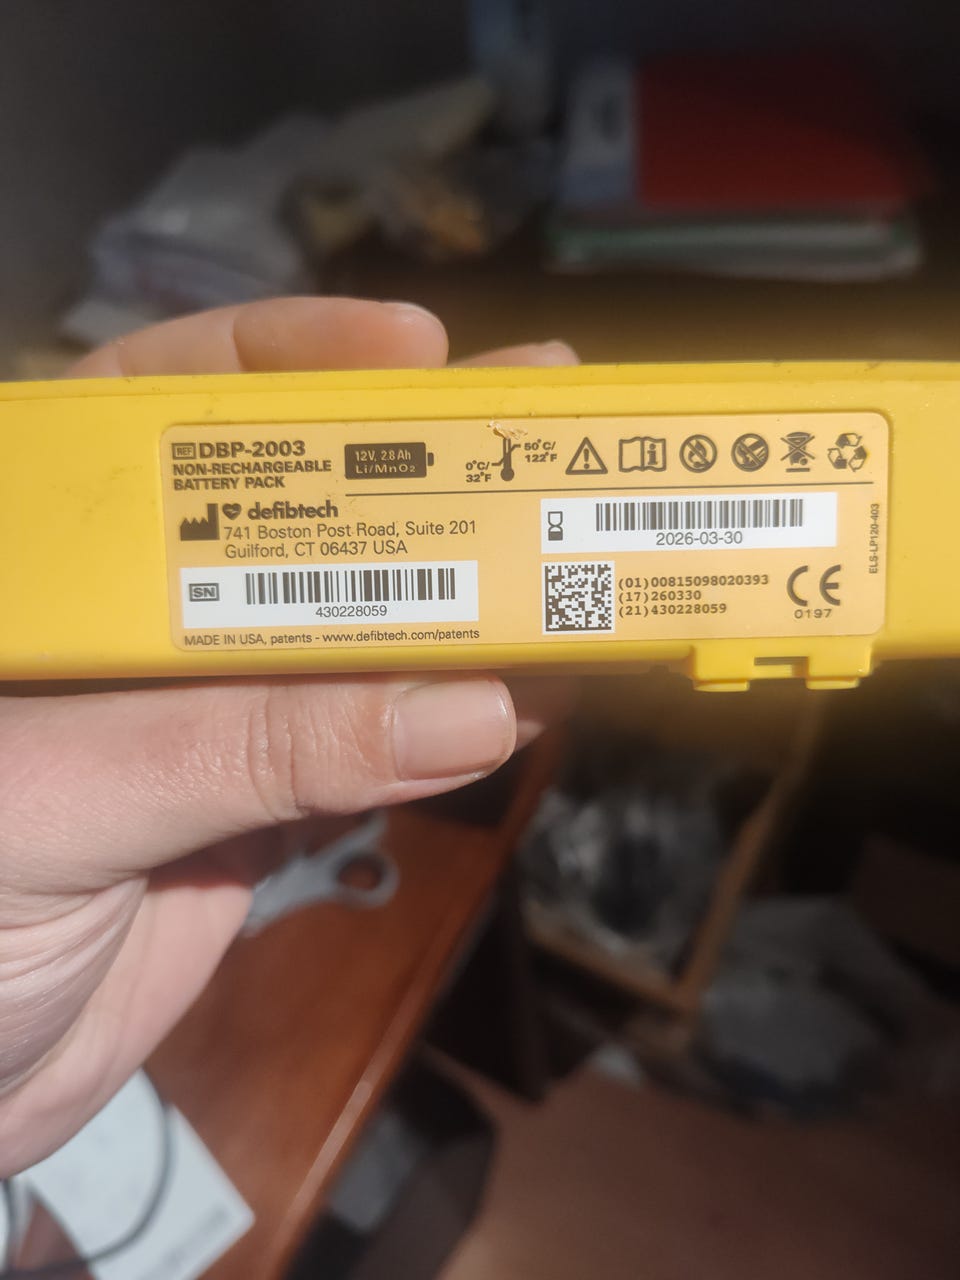 REF DBP-2003
NON-RECHARGEABLE
BATTERY PACK
12V, 2.8 Ah
Li/MnO₂
0°C/
32°F
50°C/
122°F
defibtech
741 Boston Post Road, Suite 201
Guilford, CT 06437 USA
2026-03-30
SN
430228059
(01)00815098020393
(17)260330
(21)430228059
CE
0197
MADE IN USA, patents - www.defibtech.com/patents
ELS-LP120-403